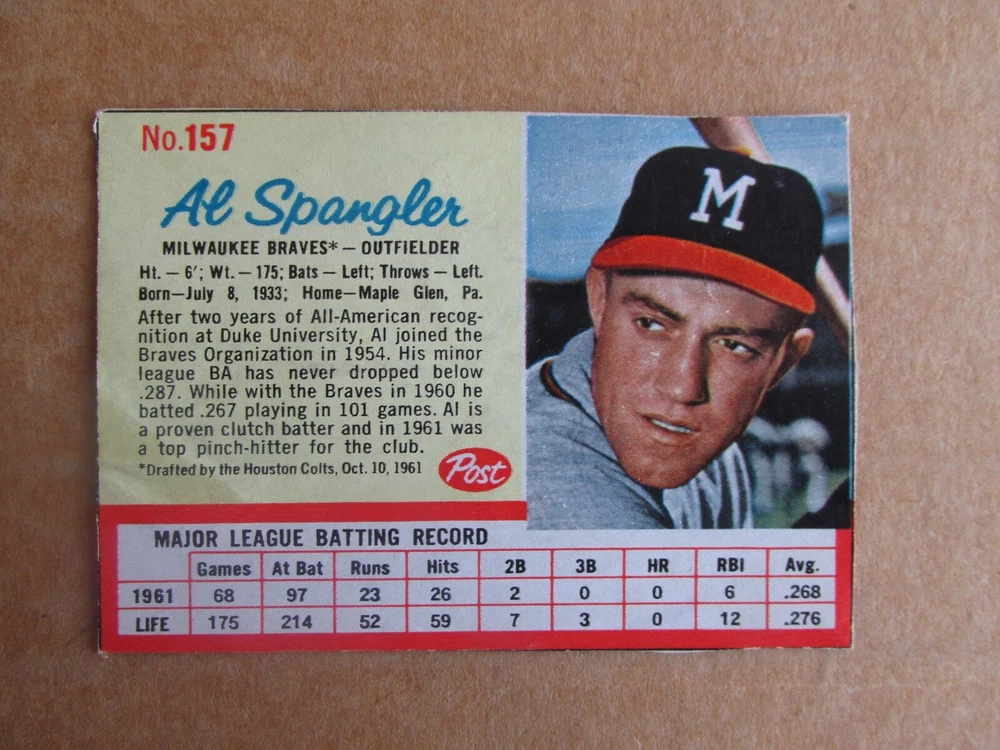 No.157
Al Spangler
MILWAUKEE BRAVES* – OUTFIELDER
Ht. – 6'; Wt. – 175; Bats – Left; Throws – Left.
Born—July 8, 1933; Home—Maple Glen, Pa.
After two years of All-American recog-
nition at Duke University, Al joined the
Braves Organization in 1954. His minor
league BA has never dropped below
.287. While with the Braves in 1960 he
batted .267 playing in 101 games. Al is
a proven clutch batter and in 1961 was
a top pinch-hitter for the club.
*Drafted by the Houston Colts, Oct. 10, 1961
Post
M
MAJOR LEAGUE BATTING RECORD
Games At Bat Runs Hits 2B 3B HR RBI Avg.
1961 68 97 23 26 2 0 0 6 .268
LIFE 175 214 52 59 7 3 0 12 .276